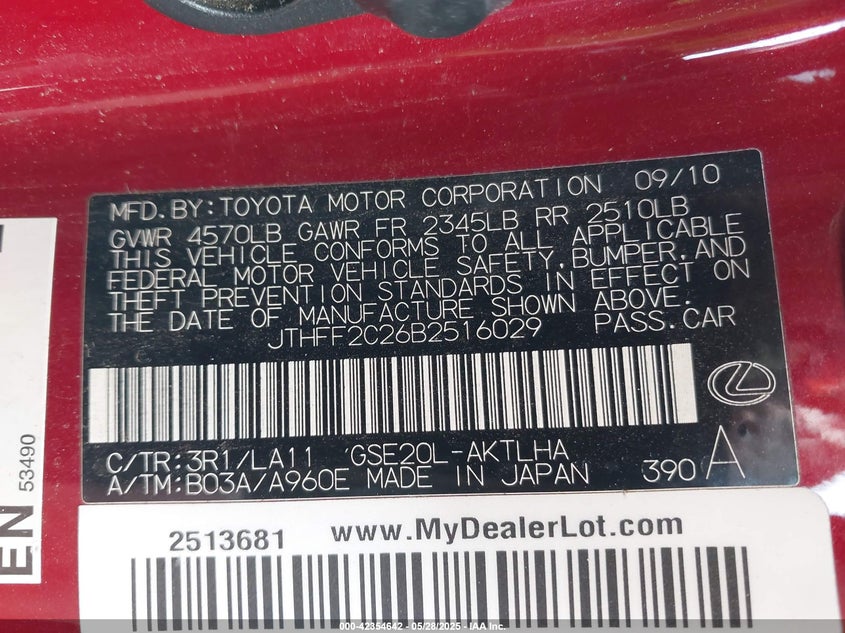 MFD.BY:TOYOTA MOTOR CORPORATION 09/10
GVWR 4570LB GAWR FR 2345LB RR 2510LB
THIS VEHICLE CONFORMS TO ALL APPLICABLE
FEDERAL MOTOR VEHICLE SAFETY,BUMPER,AND
THEFT PREVENTION STANDARDS IN EFFECT ON
THE DATE OF MANUFACTURE SHOWN ABOVE.
JTHFF2C26B2516029 PASS.CAR
C/TR:3R1/LA11 GSE20L-AKTLHA
A/TM:B03A/A960E MADE IN JAPAN 390 A
EN 53490
2513681 www.MyDealerLot.com
000-42354642 - 05/28/2025 - IAA Inc.